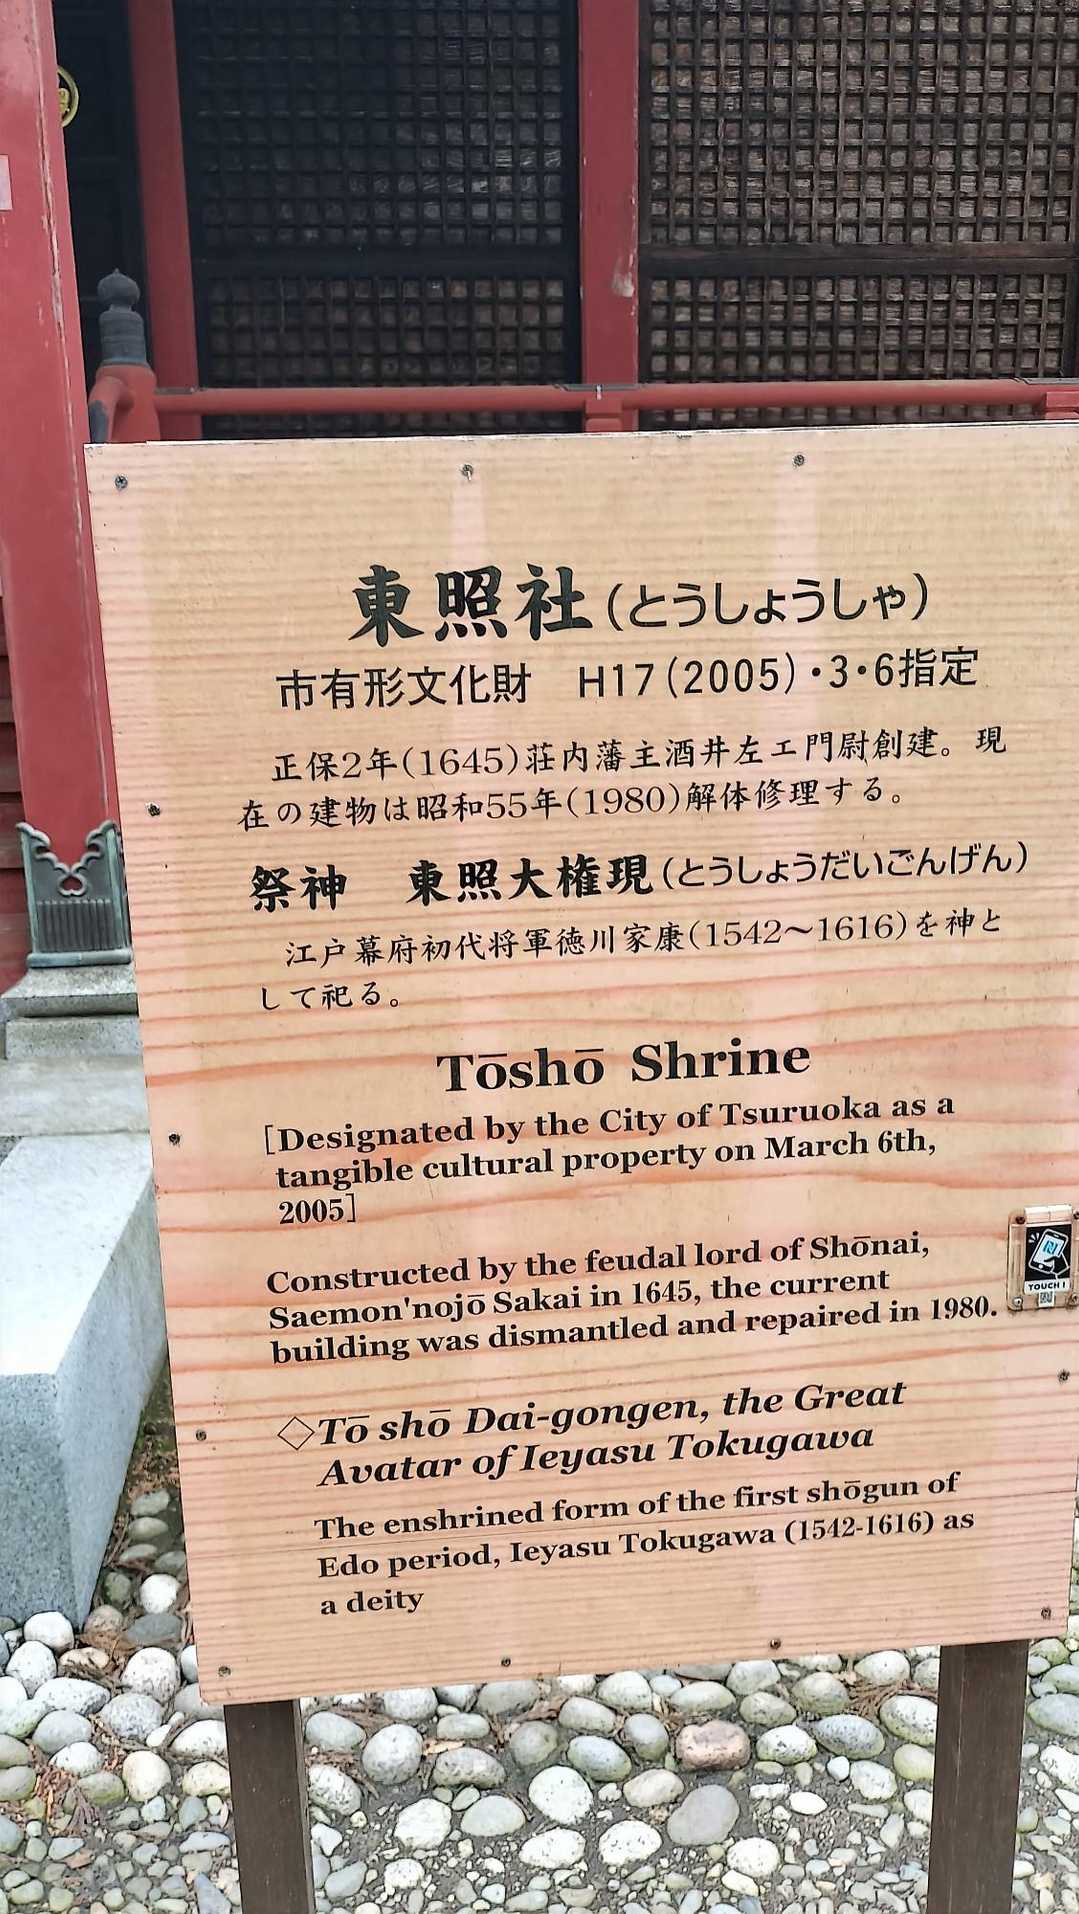 東照社(とうしょうしゃ)
市有形文化財 H17(2005)・3・6指定
正保2年(1645)荘内藩主酒井左エ門尉創建。現
在の建物は昭和55年(1980)解体修理する。
祭神 東照大権現(とうしょうだいごんげん)
江戸幕府初代将軍徳川家康(1542〜1616)を神と
して祀る。
Tōshō Shrine
[Designated by the City of Tsuruoka as a
tangible cultural property on March 6th,
2005]
Constructed by the feudal lord of Shōnai,
Saemon'nojō Sakai in 1645, the current
building was dismantled and repaired in 1980.
◇Tō shō Dai-gongen, the Great
Avatar of Ieyasu Tokugawa
The enshrined form of the first shōgun of
Edo period, Ieyasu Tokugawa (1542-1616) as
a deity
TOUCH!